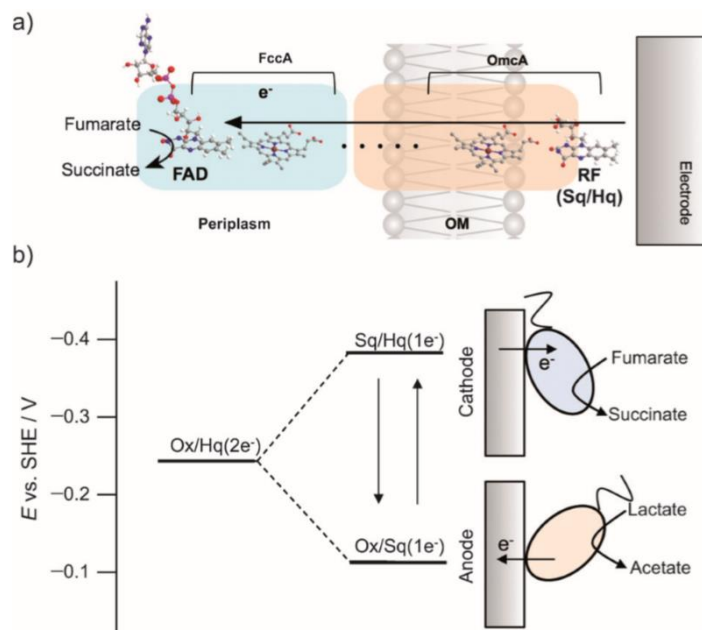 a)
FccA
OmcA
e-
Fumarate
Succinate
FAD
RF
(Sq/Hq)
Electrode
Periplasm
OM
b)
E vs. SHE / V
−0.4
−0.3
−0.2
−0.1
Ox/Hq(2e-)
Sq/Hq(1e-)
Ox/Sq(1e-)
Cathode
e-
Fumarate
Succinate
Anode
e-
Lactate
Acetate